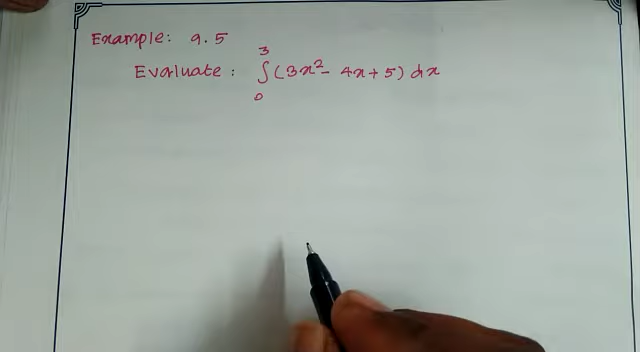 Example: 9.5
Evaluate: ∫₀³ (3x² - 4x + 5) dx